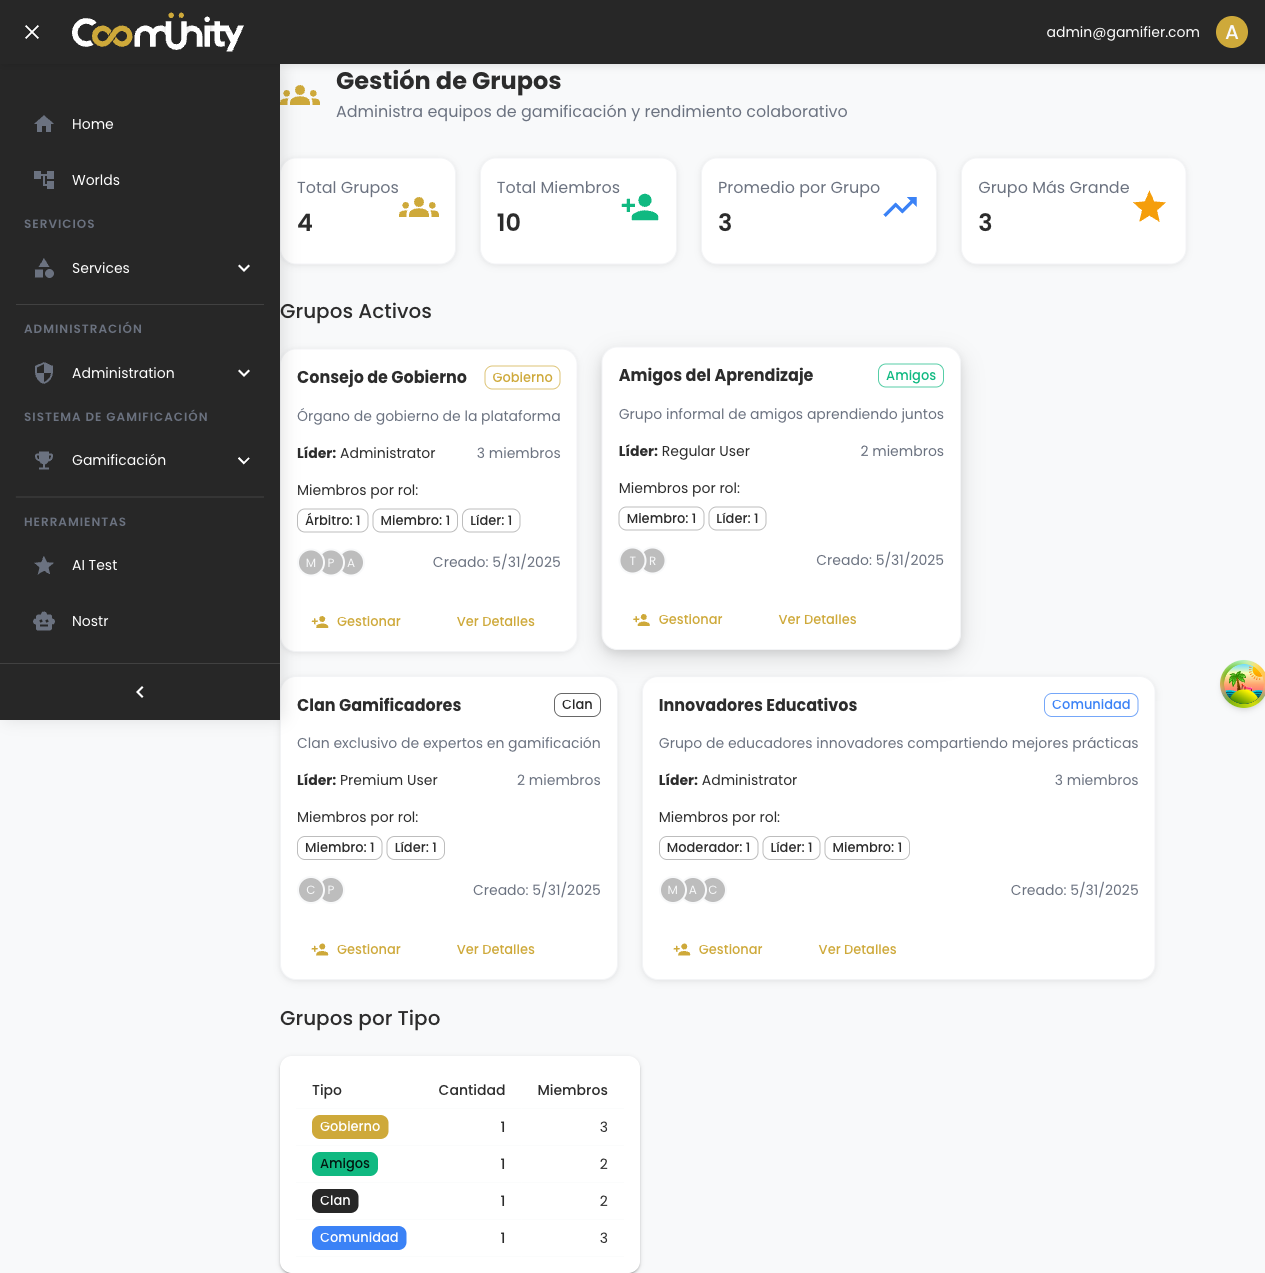 CoomÜnity
admin@gamifier.com
A
Home
Worlds
SERVICIOS
Services
ADMINISTRACIÓN
Administration
SISTEMA DE GAMIFICACIÓN
Gamificación
HERRAMIENTAS
AI Test
Nostr
Gestión de Grupos
Administra equipos de gamificación y rendimiento colaborativo
Total Grupos
4
Total Miembros
10
Promedio por Grupo
3
Grupo Más Grande
3
Grupos Activos
Consejo de Gobierno
Gobierno
Órgano de gobierno de la plataforma
Líder: Administrator
3 miembros
Miembros por rol:
Árbitro: 1
Miembro: 1
Líder: 1
M
P
A
Creado: 5/31/2025
Gestionar
Ver Detalles
Amigos del Aprendizaje
Amigos
Grupo informal de amigos aprendiendo juntos
Líder: Regular User
2 miembros
Miembros por rol:
Miembro: 1
Líder: 1
T
R
Creado: 5/31/2025
Gestionar
Ver Detalles
Clan Gamificadores
Clan
Clan exclusivo de expertos en gamificación
Líder: Premium User
2 miembros
Miembros por rol:
Miembro: 1
Líder: 1
C
P
Creado: 5/31/2025
Gestionar
Ver Detalles
Innovadores Educativos
Comunidad
Grupo de educadores innovadores compartiendo mejores prácticas
Líder: Administrator
3 miembros
Miembros por rol:
Moderador: 1
Líder: 1
Miembro: 1
M
A
C
Creado: 5/31/2025
Gestionar
Ver Detalles
Grupos por Tipo
Tipo Cantidad Miembros
Gobierno 1 3
Amigos 1 2
Clan 1 2
Comunidad 1 3